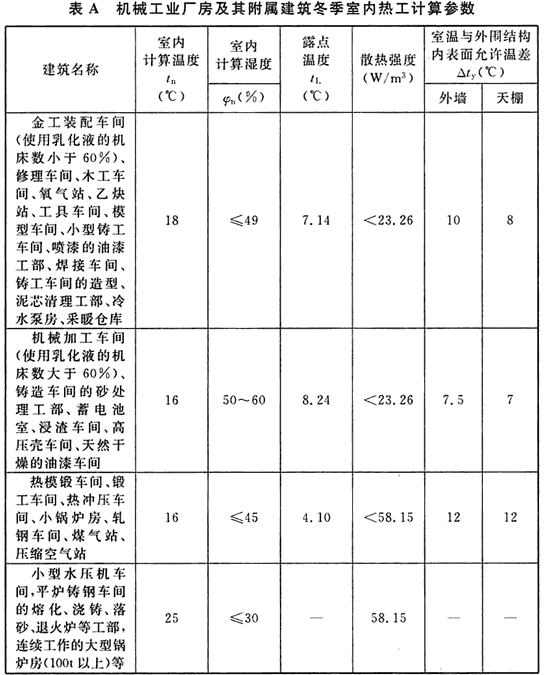 表 A 机械工业厂房及其附属建筑冬季室内热工计算参数
建筑名称
室内
计算温度
tn
(℃)
室内
计算湿度
φn(%)
露点
温度
tL
(℃)
散热强度
(W/m³)
室温与外围结构
内表面允许温差
Δty(℃)
外墙
天棚
金工装配车间
(使用乳化液的机
床数小于 60%)、
修理车间、木工车
间、氧气站、乙炔
站、工具车间、模
型车间、小型铸工
车间、喷漆的油漆
工部、焊接车间、
铸工车间的造型、
泥芯清理工部、冷
水泵房、采暖仓库
18
≤49
7.14
<23.26
10
8
机械加工车间
(使用乳化液的机
床数大于 60%)、
铸造车间的砂处
理工部、蓄电池
室、浸渣车间、高
压壳车间、天然干
燥的油漆车间
16
50～60
8.24
<23.26
7.5
7
热模锻车间、锻
工车间、热冲压车
间、小锅炉房、轧
钢车间、煤气站、
压缩空气站
16
≤45
4.10
<58.15
12
12
小型水压机车
间,平炉铸钢车间
的熔化、浇铸、落
砂、退火炉等工部,
连续工作的大型锅
炉房(100t 以上)等
25
≤30
—
58.15
—
—